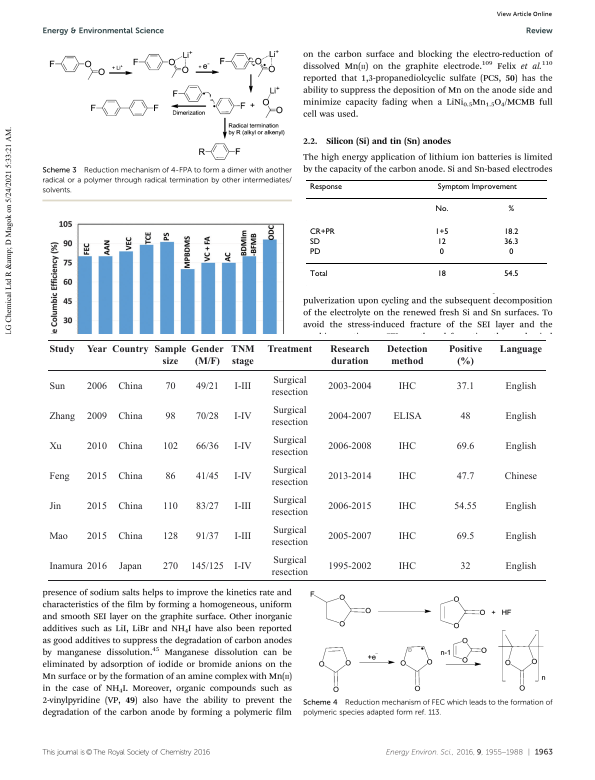 View Article Online
Energy & Environmental Science
Review
LG Chemical Ltd R &amp; D Magok on 5/24/2021 5:33:21 AM.
F
O
O
+ Li⁺
F
O
Li⁺
O
+ e⁻
F
O
Li⁺
O
F
F
Dimerization
F
F
+
Li⁺
O
O
Radical termination
by R (alkyl or alkenyl)
R
F
Scheme 3 Reduction mechanism of 4-FPA to form a dimer with another
radical or a polymer through radical termination by other intermediates/
solvents.
105
90
75
60
45
30
e Columbic Efficiency (%)
FEC
AAN
VEC
TCE
PS
MPBDMS
VC + FA
AC
BDMIm
-BFMB
ODC
on the carbon surface and blocking the electro-reduction of
dissolved Mn(II) on the graphite electrode.¹⁰⁹ Felix et al.¹¹⁰
reported that 1,3-propanediolcyclic sulfate (PCS, 50) has the
ability to suppress the deposition of Mn on the anode side and
minimize capacity fading when a LiNi₀.₅Mn₁.₅O₄/MCMB full
cell was used.
2.2. Silicon (Si) and tin (Sn) anodes
The high energy application of lithium ion batteries is limited
by the capacity of the carbon anode. Si and Sn-based electrodes
Response Symptom Improvement
No. %
CR+PR 1+5 18.2
SD 12 36.3
PD 0 0
Total 18 54.5
pulverization upon cycling and the subsequent decomposition
of the electrolyte on the renewed fresh Si and Sn surfaces. To
avoid the stress-induced fracture of the SEI layer and the
Study Year Country Sample size Gender (M/F) TNM stage Treatment Research duration Detection method Positive (%) Language
Sun 2006 China 70 49/21 I-III Surgical resection 2003-2004 IHC 37.1 English
Zhang 2009 China 98 70/28 I-IV Surgical resection 2004-2007 ELISA 48 English
Xu 2010 China 102 66/36 I-IV Surgical resection 2006-2008 IHC 69.6 English
Feng 2015 China 86 41/45 I-IV Surgical resection 2013-2014 IHC 47.7 Chinese
Jin 2015 China 110 83/27 I-III Surgical resection 2006-2015 IHC 54.55 English
Mao 2015 China 128 91/37 I-III Surgical resection 2005-2007 IHC 69.5 English
Inamura 2016 Japan 270 145/125 I-IV Surgical resection 1995-2002 IHC 32 English
presence of sodium salts helps to improve the kinetics rate and
characteristics of the film by forming a homogeneous, uniform
and smooth SEI layer on the graphite surface. Other inorganic
additives such as LiI, LiBr and NH₄I have also been reported
as good additives to suppress the degradation of carbon anodes
by manganese dissolution.⁴⁵ Manganese dissolution can be
eliminated by adsorption of iodide or bromide anions on the
Mn surface or by the formation of an amine complex with Mn(II)
in the case of NH₄I. Moreover, organic compounds such as
2-vinylpyridine (VP, 49) also have the ability to prevent the
degradation of the carbon anode by forming a polymeric film
F
O
O
O
O
O
O + HF
O
O
O
+e⁻
O
O
O
n-1
O
O
O
O
O
O
n
Scheme 4 Reduction mechanism of FEC which leads to the formation of
polymeric species adapted form ref. 113.
This journal is © The Royal Society of Chemistry 2016
Energy Environ. Sci., 2016, 9, 1955–1988 | 1963